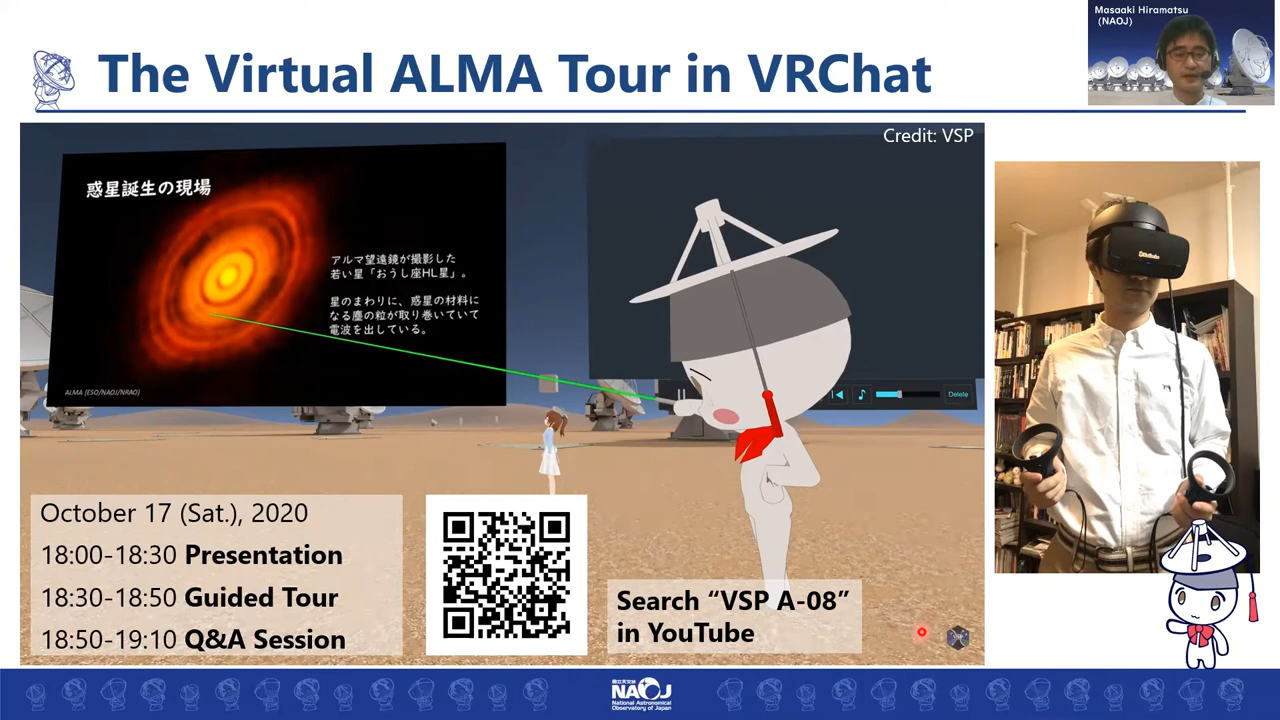 Masaaki Hiramatsu
(NAOJ)
The Virtual ALMA Tour in VRChat
Credit: VSP
惑星誕生の現場
アルマ望遠鏡が撮影した
若い星「おうし座HL星」。
星のまわりに、惑星の材料に
なる塵の粒が取り巻いていて
電波を出している。
ALMA (ESO/NAOJ/NRAO)
Delete
October 17 (Sat.), 2020
18:00-18:30 Presentation
18:30-18:50 Guided Tour
18:50-19:10 Q&A Session
Search “VSP A-08”
in YouTube
国立天文台
NAOJ
National Astronomical
Observatory of Japan